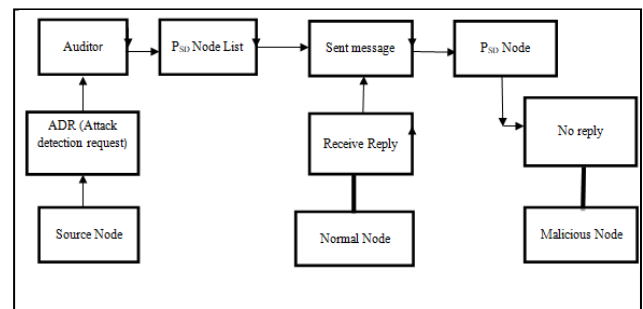 Auditor
PSD Node List
Sent message
PSD Node
ADR (Attack
detection request)
Receive Reply
No reply
Source Node
Normal Node
Malicious Node